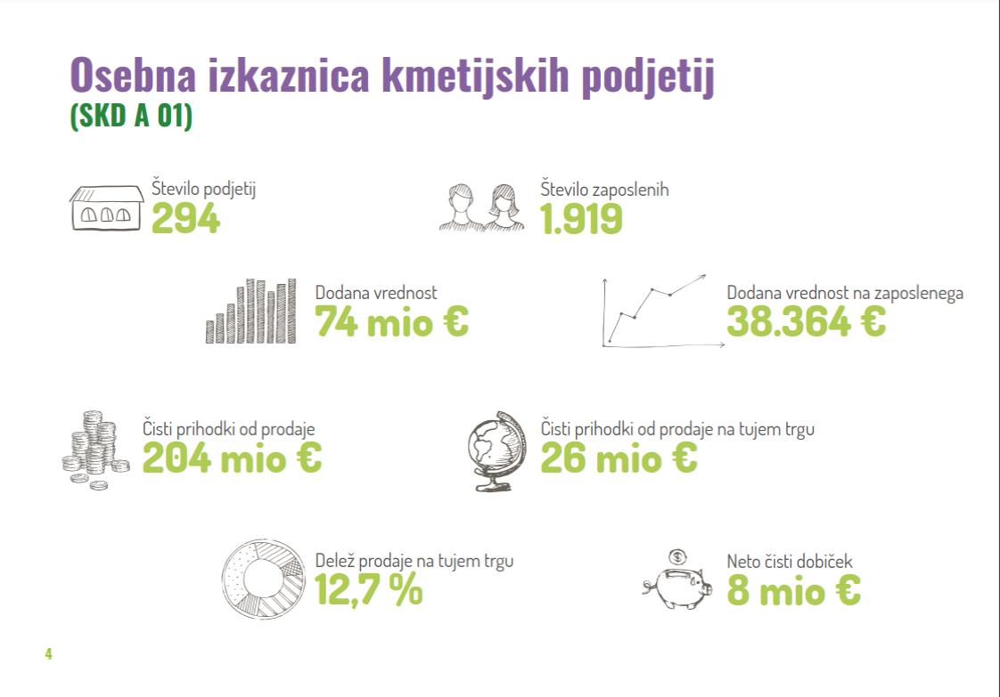 Osebna izkaznica kmetijskih podjetij
(SKD A 01)
Število podjetij
294
Število zaposlenih
1.919
Dodana vrednost
74 mio €
Dodana vrednost na zaposlenega
38.364 €
Čisti prihodki od prodaje
204 mio €
Čisti prihodki od prodaje na tujem trgu
26 mio €
Delež prodaje na tujem trgu
12,7 %
$
Neto čisti dobiček
8 mio €
4